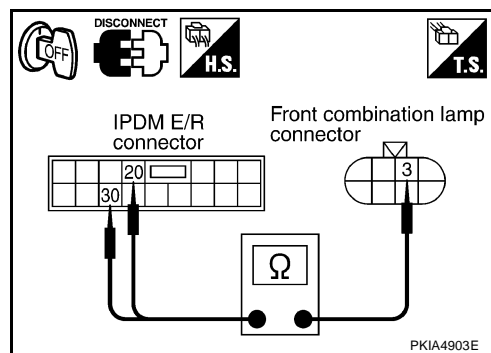 OFF
DISCONNECT
H.S.
T.S.
IPDM E/R
connector
Front combination lamp
connector
20
30
3
Ω
PKIA4903E